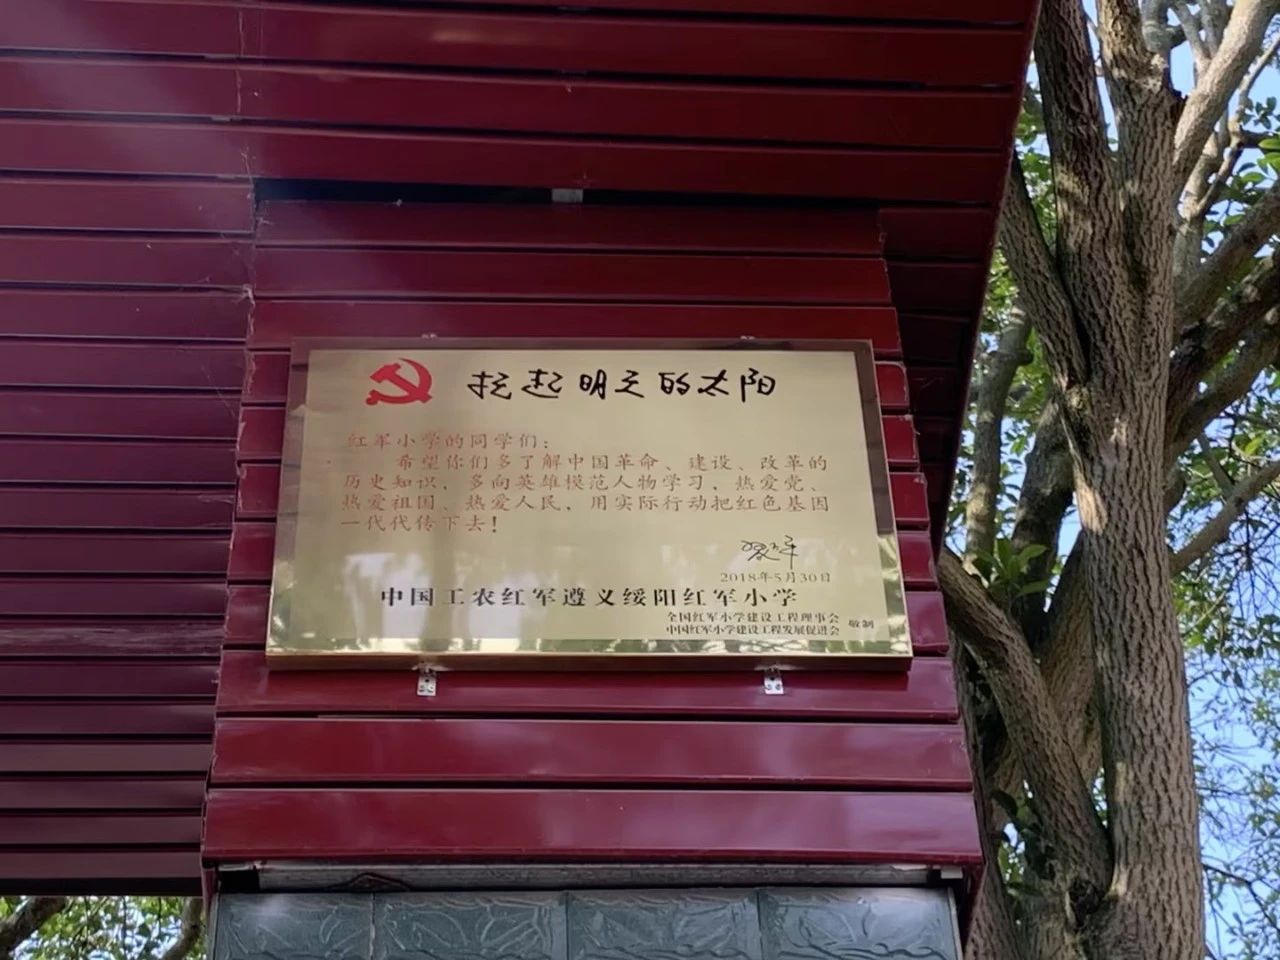 托起明天的太阳
红军小学的同学们：
希望你们多了解中国革命、建设、改革的
历史知识，多向英雄模范人物学习，热爱党、
热爱祖国、热爱人民，用实际行动把红色基因
一代代传下去！
习近平
2018年5月30日
中国工农红军遵义绥阳红军小学
全国红军小学建设工程理事会
中国红军小学建设工程发展促进会 敬制